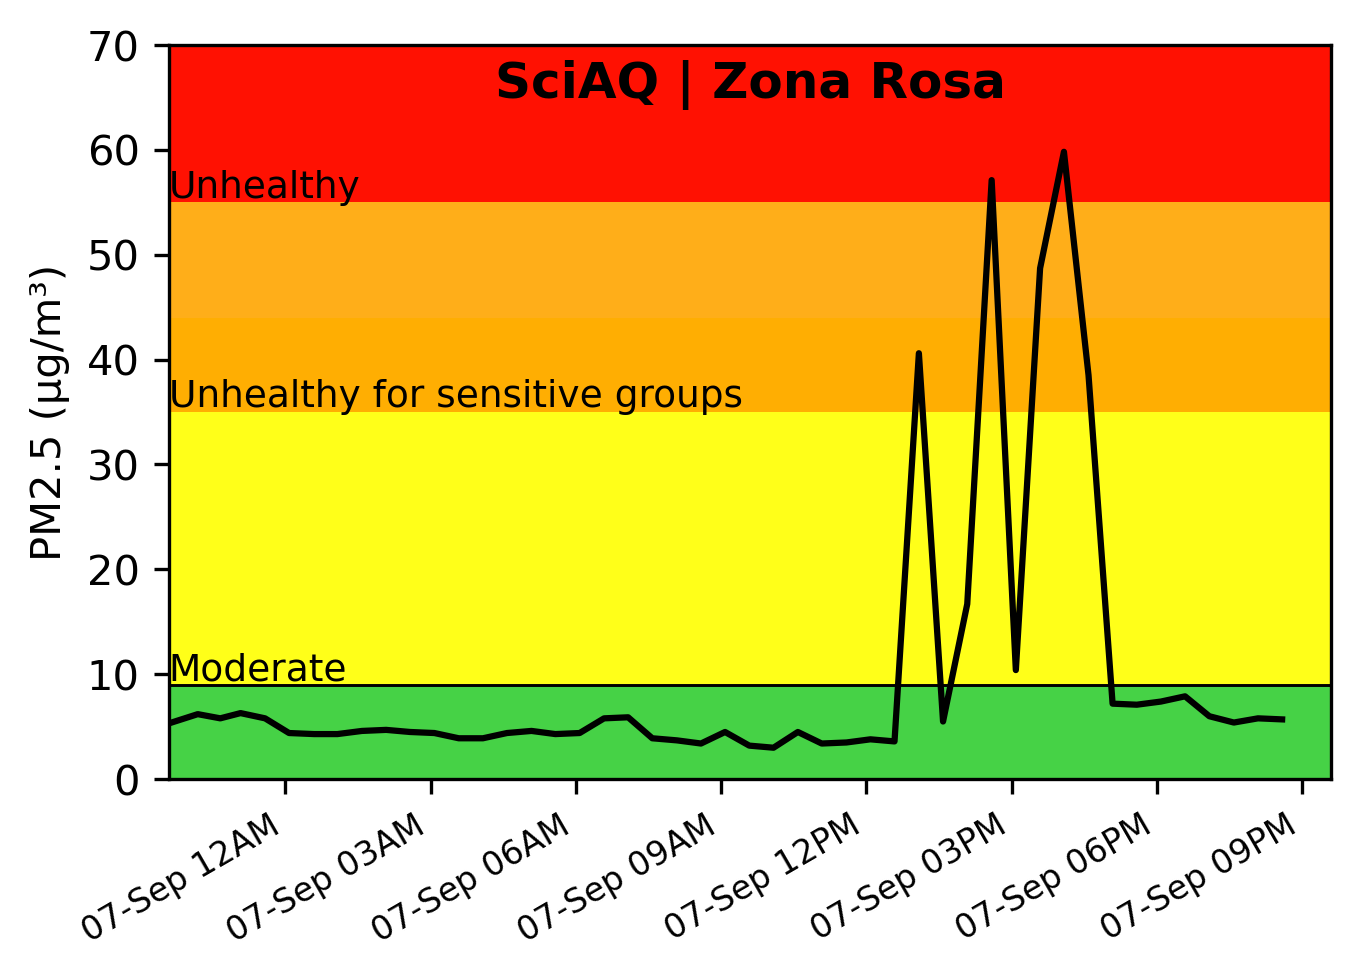 SciAQ | Zona Rosa
PM2.5 (μg/m³)
70
60
50
40
30
20
10
0
Unhealthy
Unhealthy for sensitive groups
Moderate
07-Sep 12AM
07-Sep 03AM
07-Sep 06AM
07-Sep 09AM
07-Sep 12PM
07-Sep 03PM
07-Sep 06PM
07-Sep 09PM